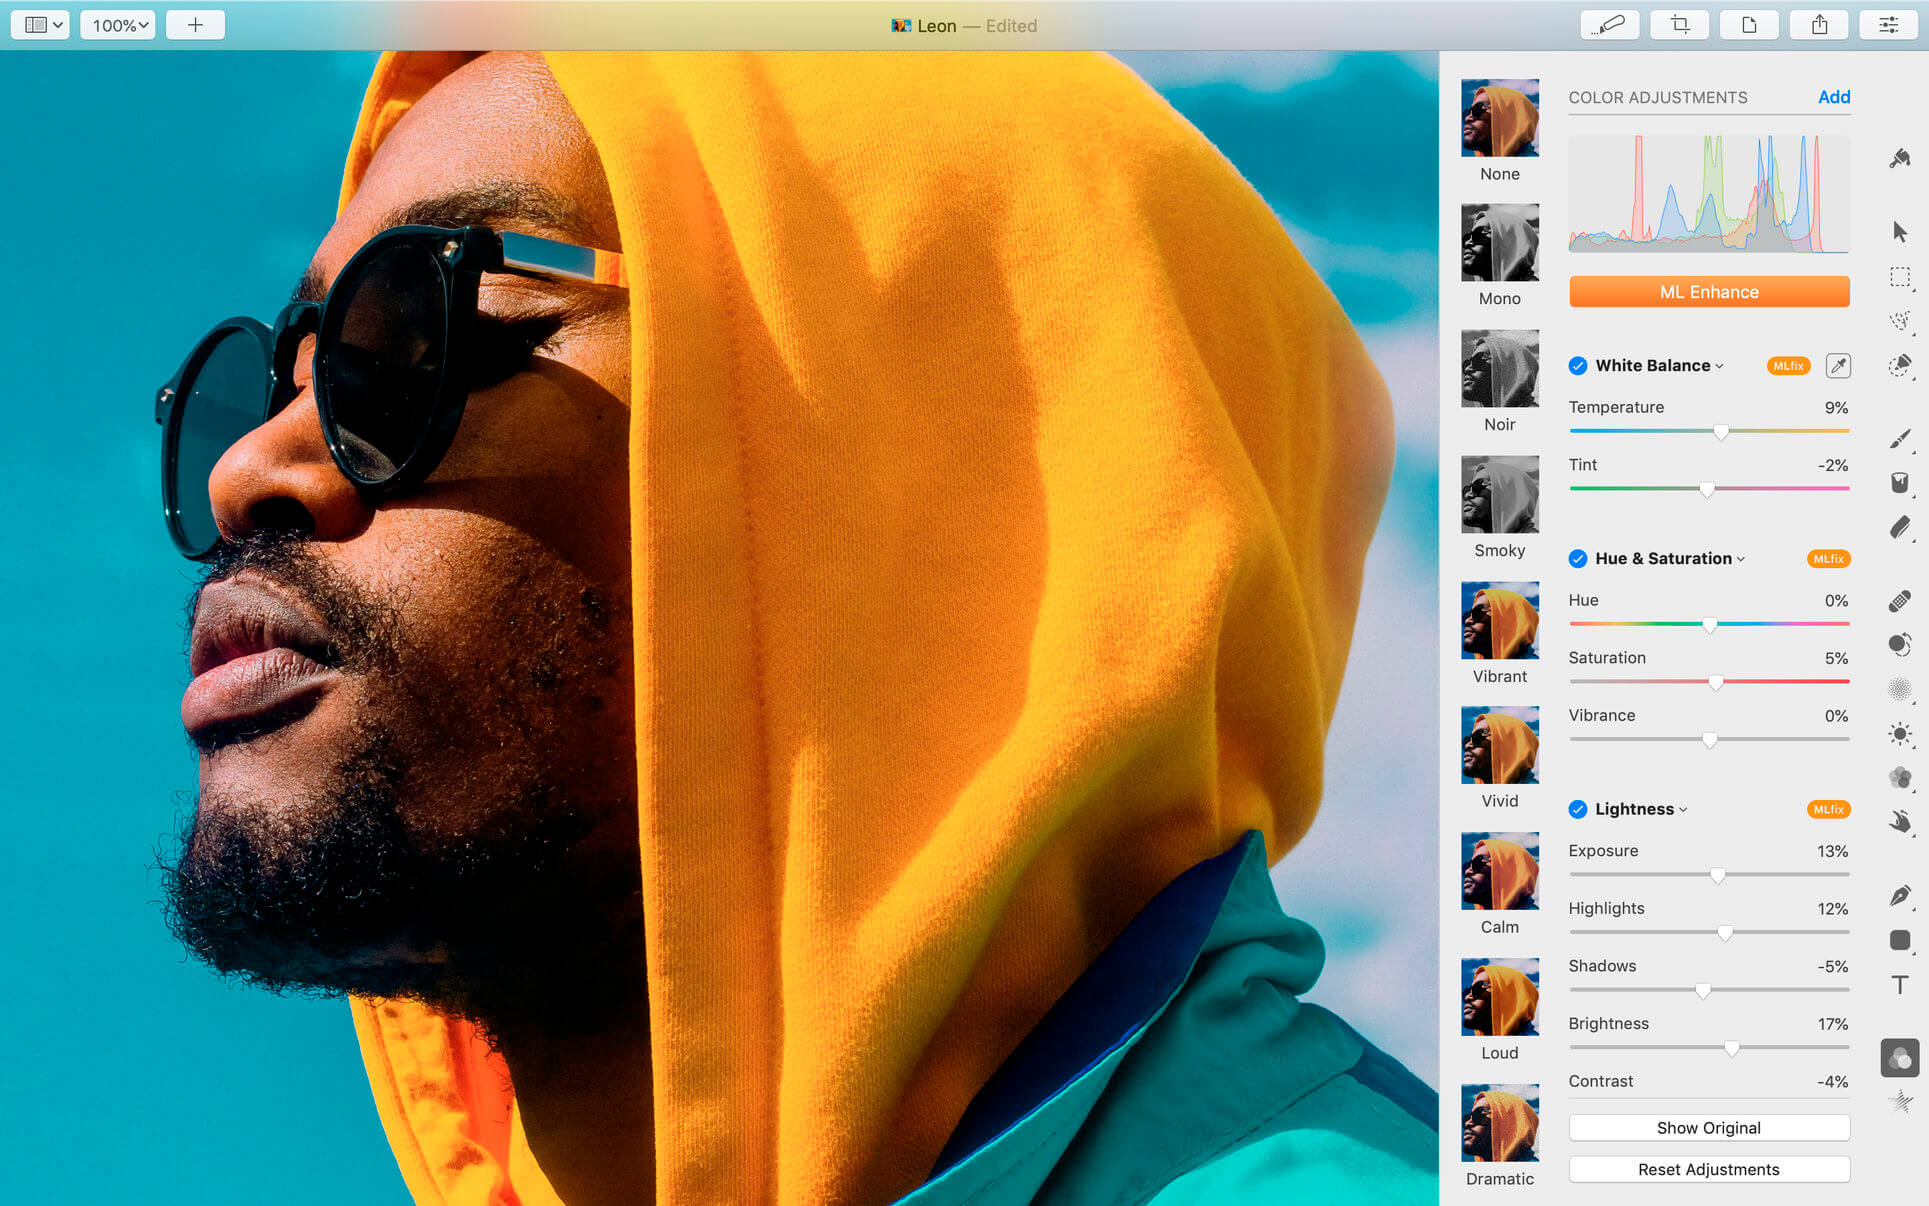 100%
Leon — Edited
None
Mono
Noir
Smoky
Vibrant
Vivid
Calm
Loud
Dramatic
COLOR ADJUSTMENTS Add
ML Enhance
White Balance MLfix
Temperature 9%
Tint -2%
Hue & Saturation MLfix
Hue 0%
Saturation 5%
Vibrance 0%
Lightness MLfix
Exposure 13%
Highlights 12%
Shadows -5%
Brightness 17%
Contrast -4%
Show Original
Reset Adjustments
T